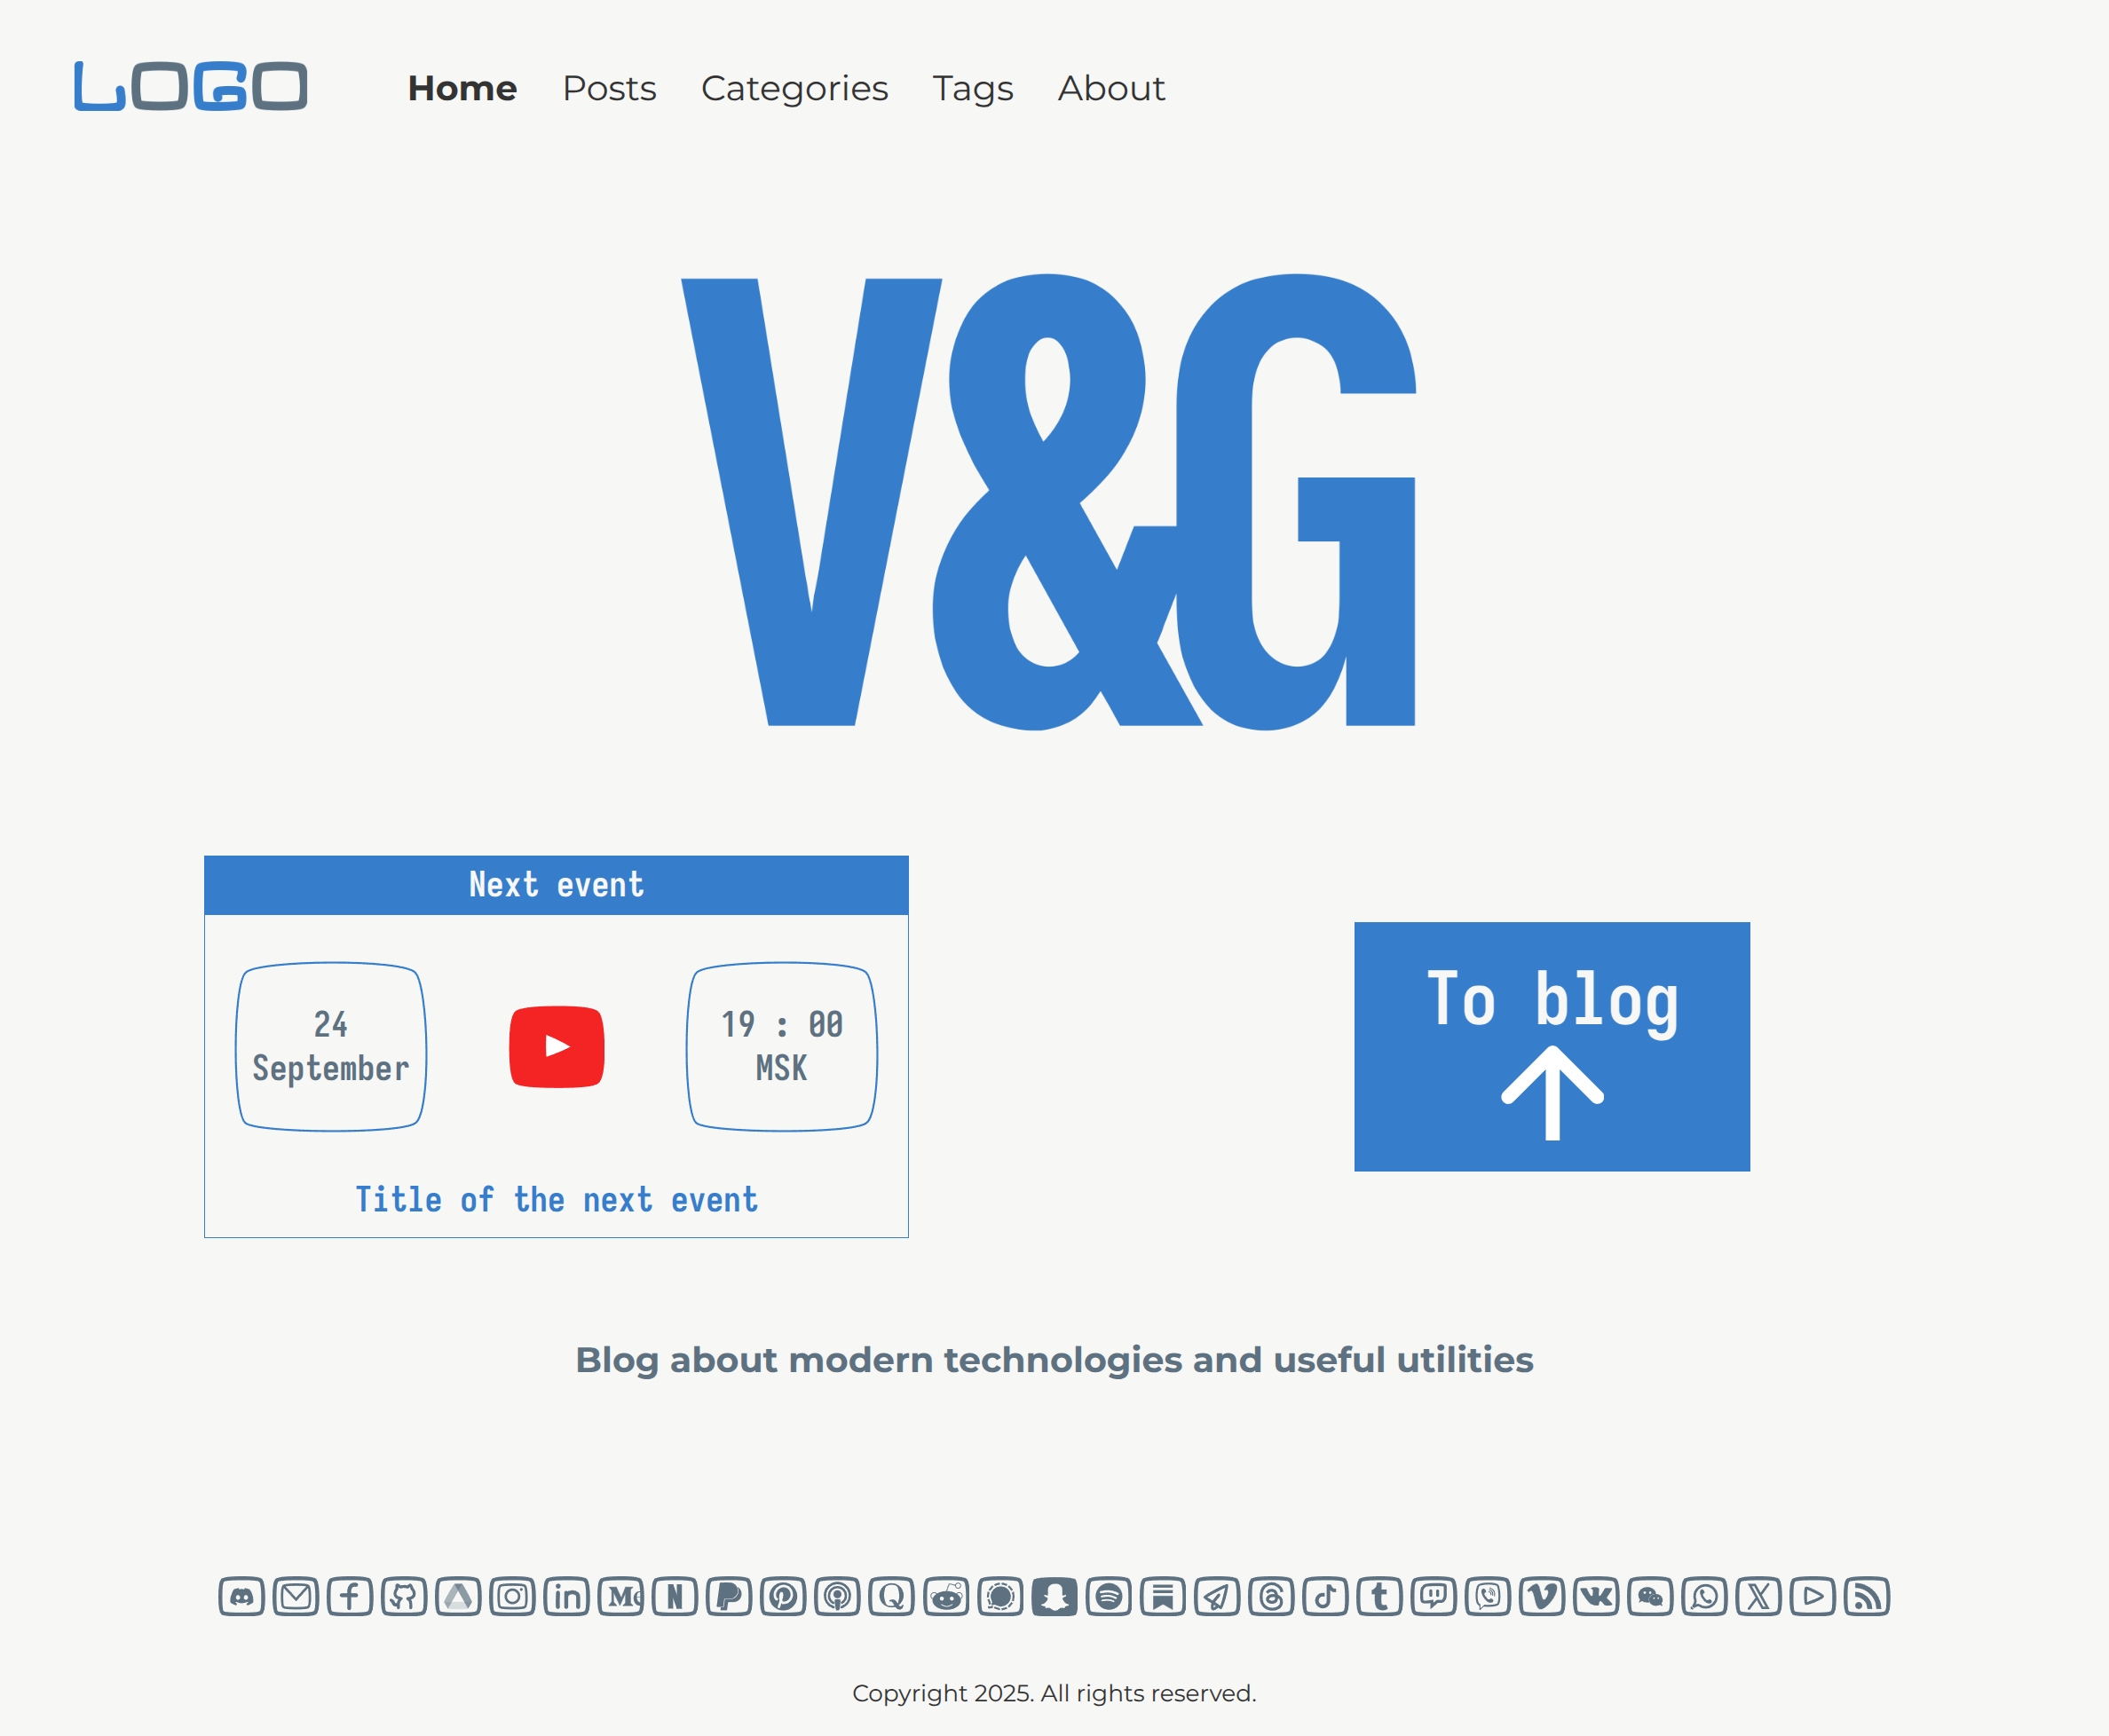 LOGO
Home Posts Categories Tags About
V&G
Next event
24
September
19 : 00
MSK
Title of the next event
To blog
Blog about modern technologies and useful utilities
Copyright 2025. All rights reserved.